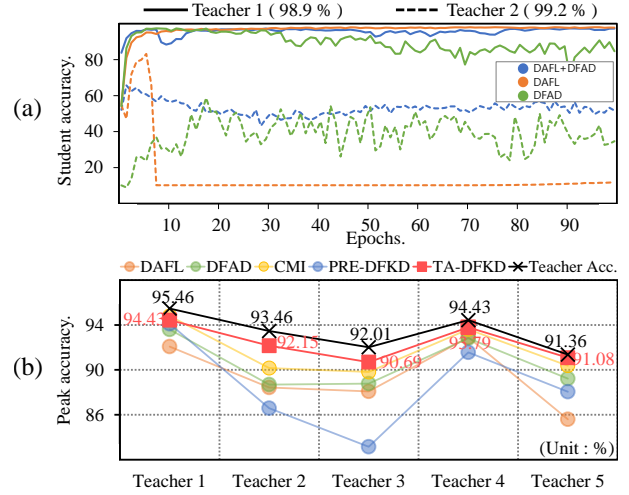 Teacher 1 ( 98.9 % ) Teacher 2 ( 99.2 % )
(a)
Student accuracy.
80
60
40
20
DAFL+DFAD
DAFL
DFAD
10 20 30 40 50 60 70 80 90
Epochs.
DAFL DFAD CMI PRE-DFKD TA-DFKD Teacher Acc.
(b)
Peak accuracy.
94
90
86
95.46 93.46 92.01 94.43 91.36
94.43 92.15 90.69 93.79 91.08
(Unit : %)
Teacher 1 Teacher 2 Teacher 3 Teacher 4 Teacher 5